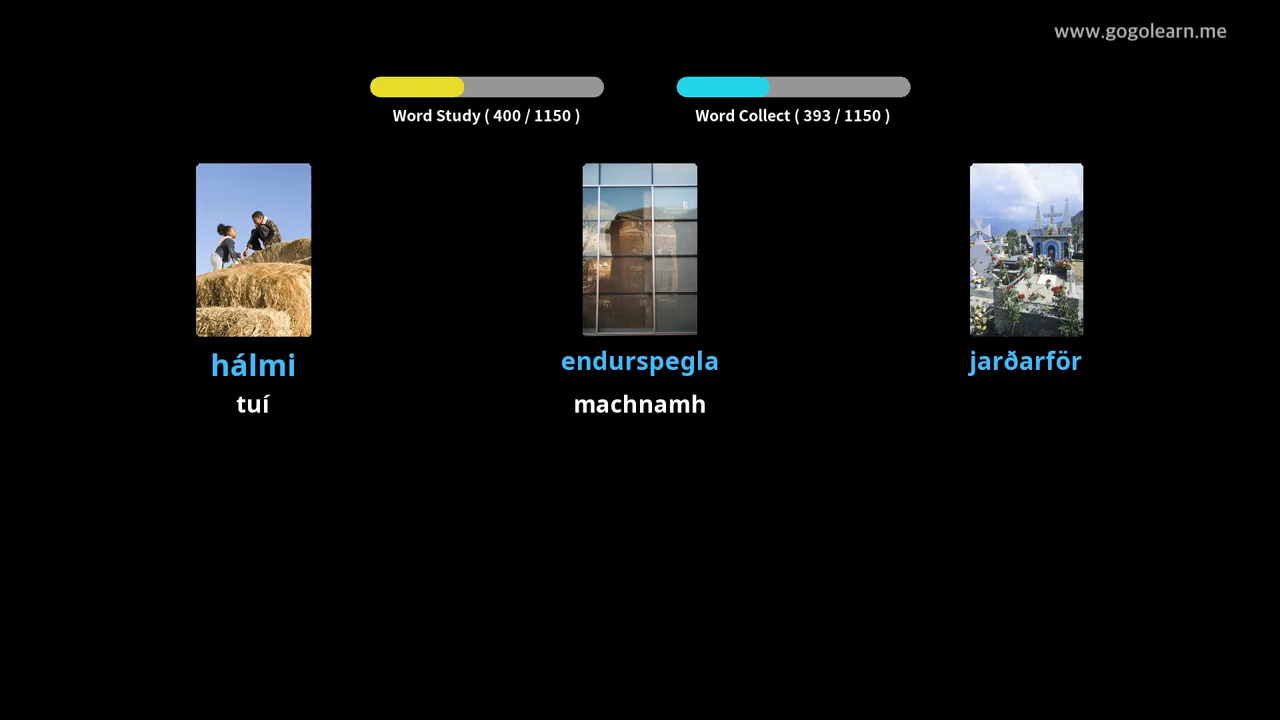 www.gogolearn.me
Word Study ( 400 / 1150 )
Word Collect ( 393 / 1150 )
hálmi
endurspegla
jarðarför
tuí
machnamh